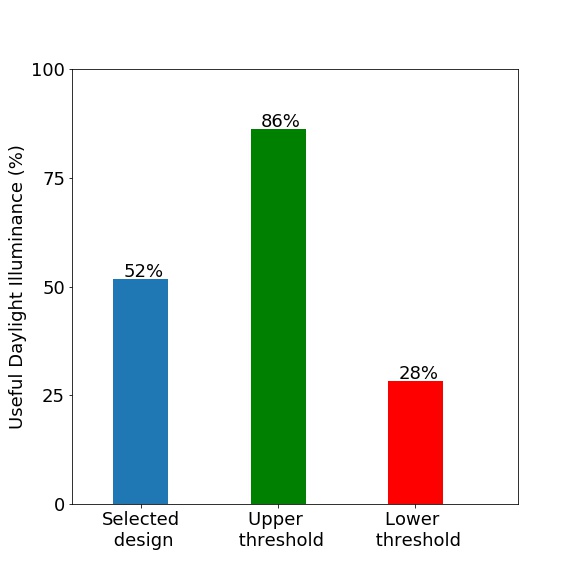 100
75
50
25
0
Useful Daylight Illuminance (%)
52%
86%
28%
Selected
design
Upper
threshold
Lower
threshold